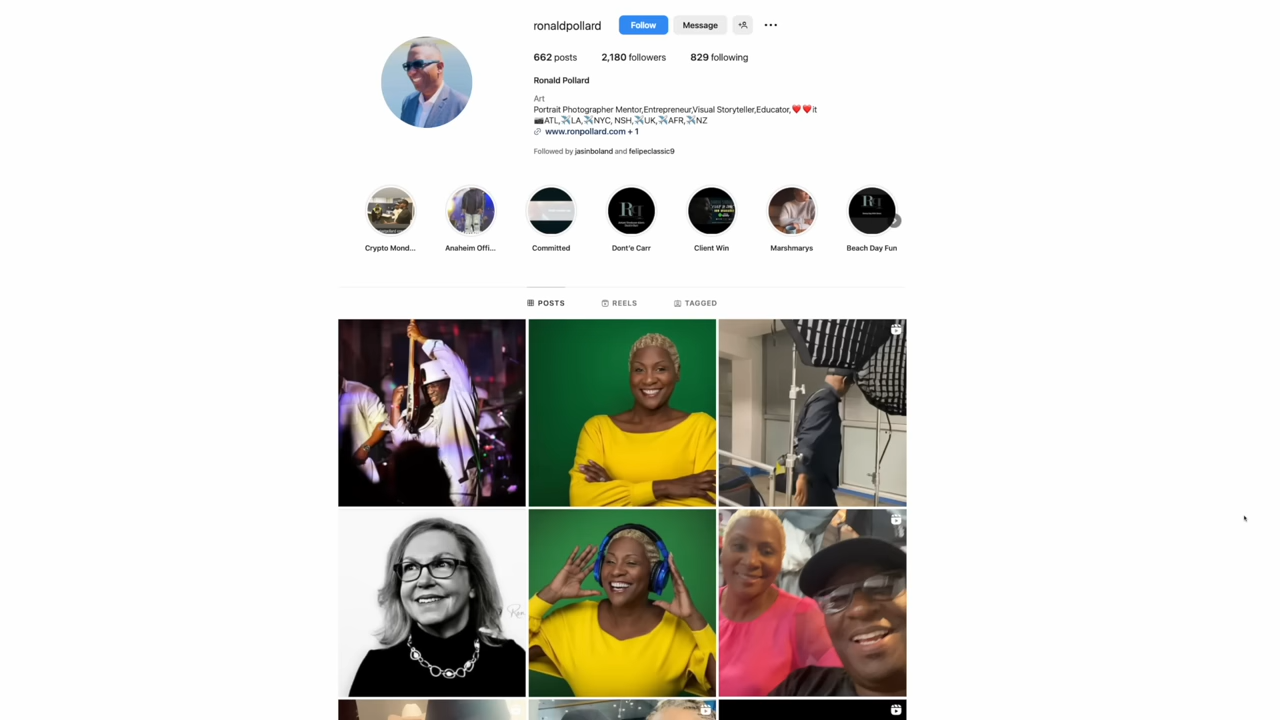 ronaldpollard
Follow
Message
662 posts
2,180 followers
829 following
Ronald Pollard
Art
Portrait Photographer Mentor,Entrepreneur,Visual Storyteller,Educator,❤️❤️it
📷ATL,✈️LA,✈️NYC, NSH,✈️UK,✈️AFR,✈️NZ
www.ronpollard.com + 1
Followed by jasinboland and felipeclassic9
Crypto Mond...
Anaheim Offi...
Committed
Dont'e Carr
Client Win
Marshmarys
Beach Day Fun
POSTS
REELS
TAGGED